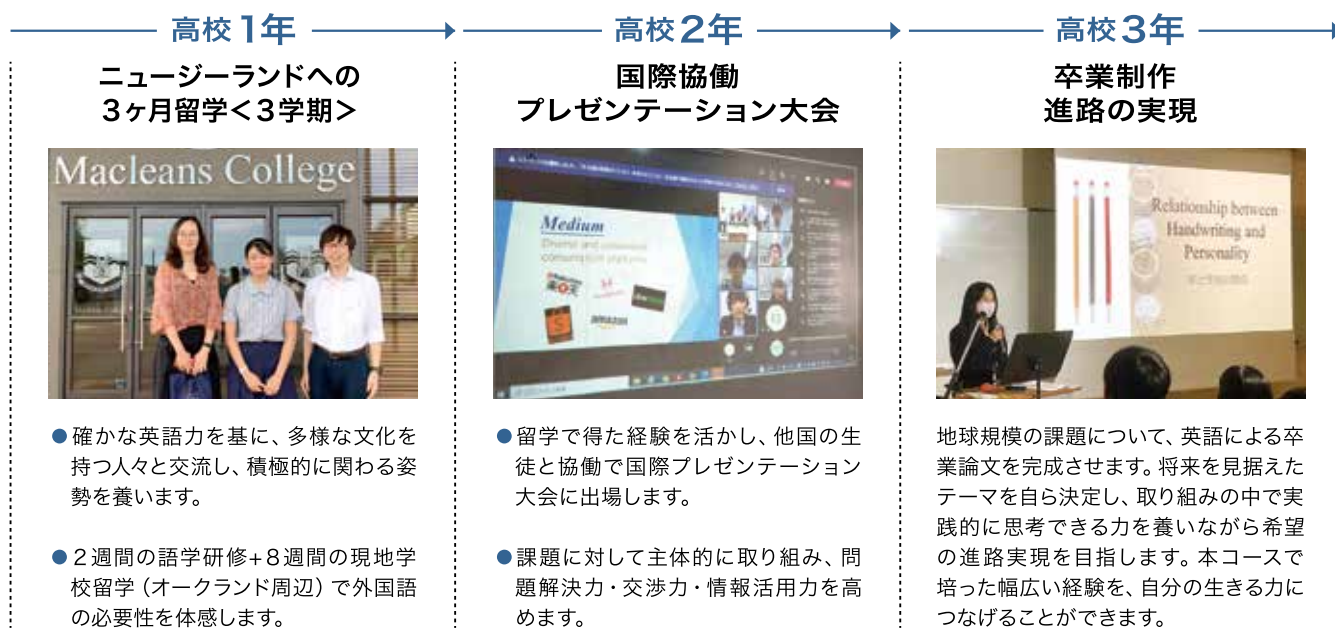 高校1年
ニュージーランドへの
3ヶ月留学<3学期>
Macleans College
●確かな英語力を基に、多様な文化を
持つ人々と交流し、積極的に関わる姿
勢を養います。
●2週間の語学研修+8週間の現地学
校留学（オークランド周辺）で外国語
の必要性を体感します。
高校2年
国際協働
プレゼンテーション大会
Medium
Diverse and convenient
consumption platforms
楽天
amazon
●留学で得た経験を活かし、他国の生
徒と協働で国際プレゼンテーション
大会に出場します。
●課題に対して主体的に取り組み、問
題解決力・交渉力・情報活用力を高
めます。
高校3年
卒業制作
進路の実現
Relationship between
Handwriting and
Personality
地球規模の課題について、英語による卒
業論文を完成させます。将来を見据えた
テーマを自ら決定し、取り組みの中で実
践的に思考できる力を養いながら希望
の進路実現を目指します。本コースで
培った幅広い経験を、自分の生きる力に
つなげることができます。